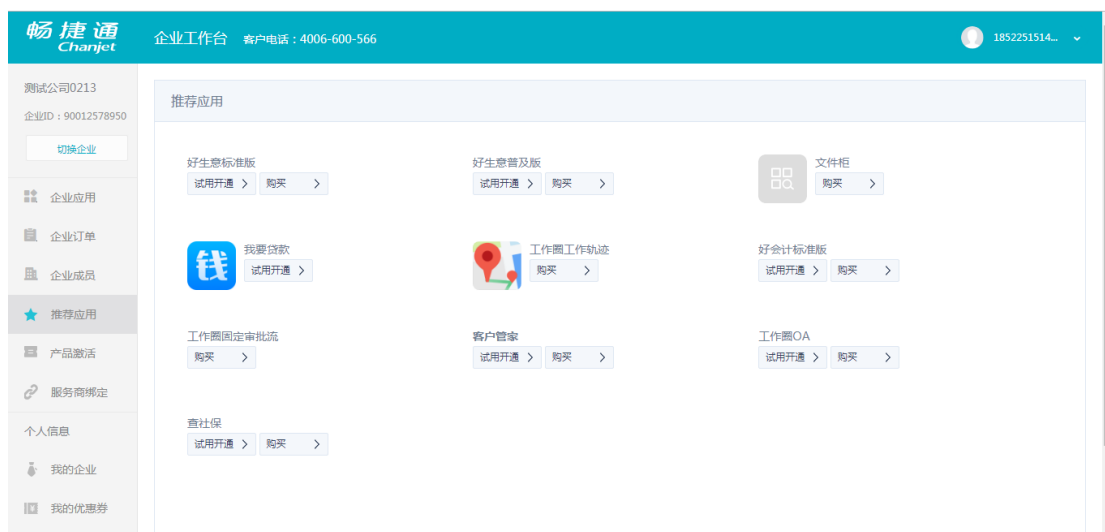 畅捷通
Chanjet
企业工作台 客户电话：4006-600-566
1852251514...
测试公司0213
企业ID：90012578950
切换企业
企业应用
企业订单
企业成员
推荐应用
产品激活
服务商绑定
个人信息
我的企业
我的优惠券
推荐应用
好生意标准版
试用开通 购买
好生意普及版
试用开通 购买
文件柜
购买
钱
我要贷款
试用开通
工作圈工作轨迹
购买
好会计标准版
试用开通 购买
工作圈固定审批流
购买
客户管家
试用开通 购买
工作圈OA
试用开通 购买
查社保
试用开通 购买